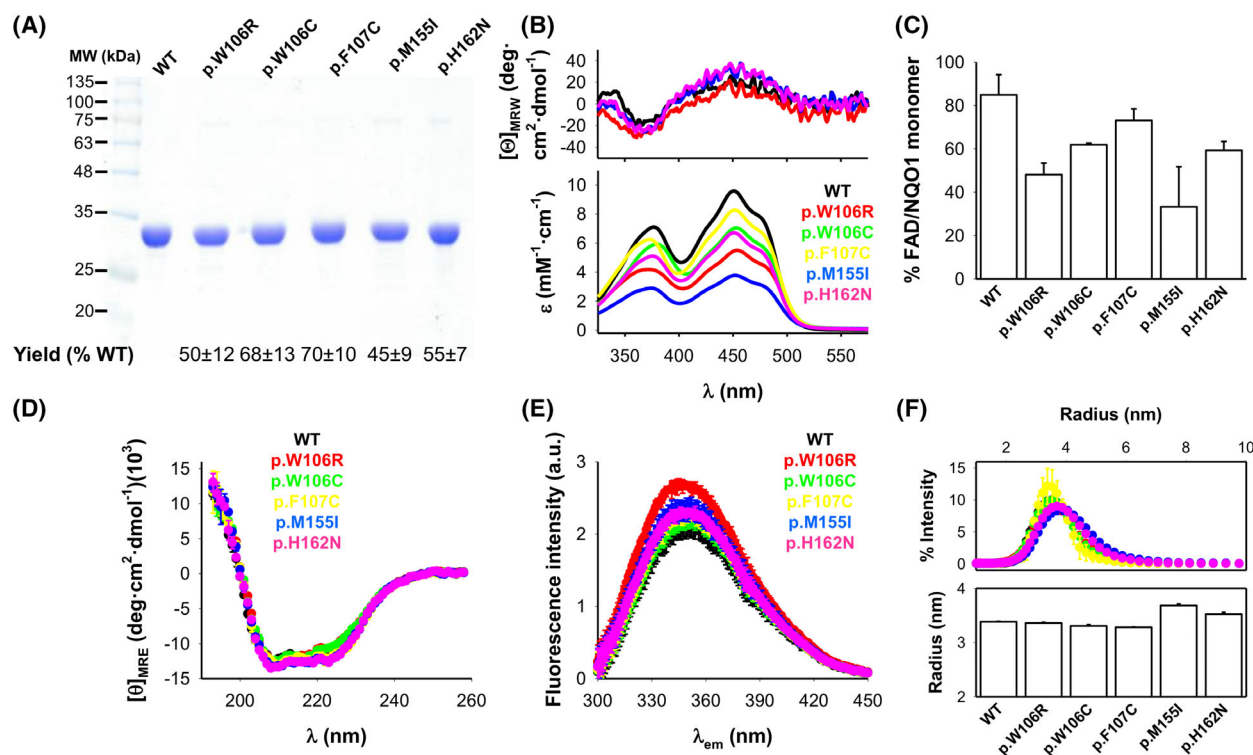 (A)
MW (kDa)
WT
p.W106R
p.W106C
p.F107C
p.M155I
p.H162N
135
100
75
63
48
35
25
20
Yield (% WT) 50±12 68±13 70±10 45±9 55±7
(B)
[Θ]MRW (deg·
cm²·dmol⁻¹)
40
20
0
-20
-40
ε (mM⁻¹·cm⁻¹)
10
8
6
4
2
0
WT
p.W106R
p.W106C
p.F107C
p.M155I
p.H162N
350 400 450 500 550
λ (nm)
(C)
% FAD/NQO1 monomer
100
80
60
40
20
0
WT
p.W106R
p.W106C
p.F107C
p.M155I
p.H162N
(D)
[θ]MRE (deg·cm²·dmol⁻¹)(10³)
15
10
5
0
-5
-10
-15
WT
p.W106R
p.W106C
p.F107C
p.M155I
p.H162N
200 220 240 260
λ (nm)
(E)
Fluorescence intensity (a.u.)
3
2
1
0
WT
p.W106R
p.W106C
p.F107C
p.M155I
p.H162N
300 330 360 390 420 450
λem (nm)
(F)
Radius (nm)
2 4 6 8 10
% Intensity
15
10
5
0
Radius (nm)
4
3
2
WT
p.W106R
p.W106C
p.F107C
p.M155I
p.H162N